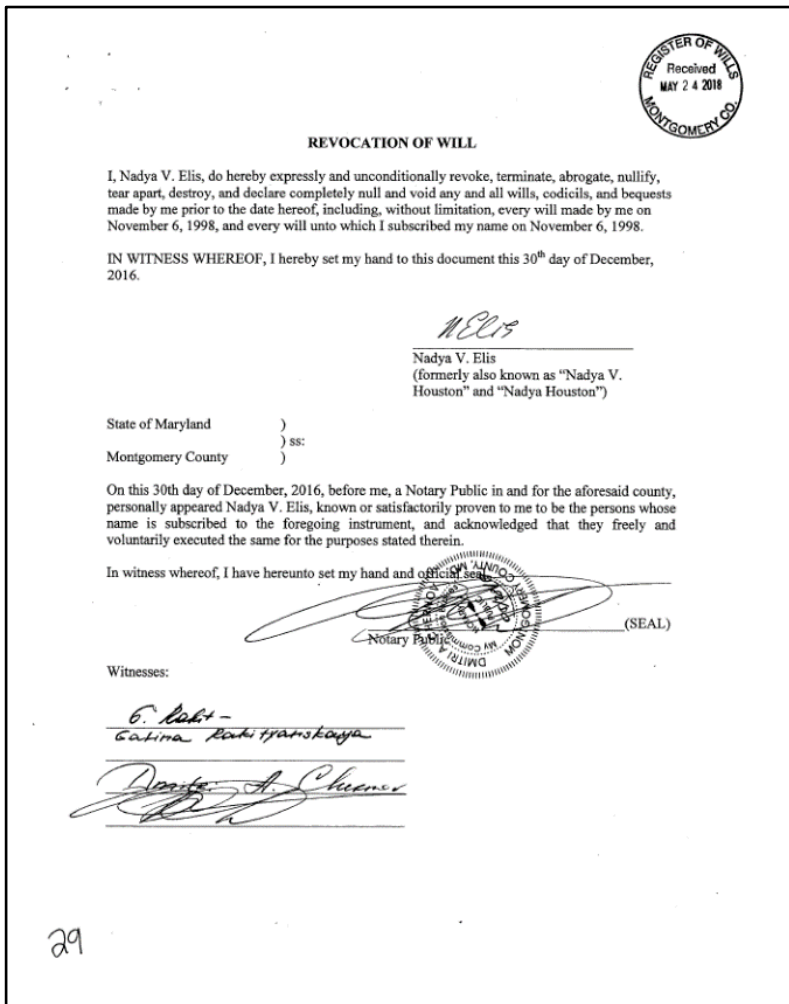 REGISTER OF WILLS
Received
MAY 24 2018
MONTGOMERY CO.
REVOCATION OF WILL
I, Nadya V. Elis, do hereby expressly and unconditionally revoke, terminate, abrogate, nullify,
tear apart, destroy, and declare completely null and void any and all wills, codicils, and bequests
made by me prior to the date hereof, including, without limitation, every will made by me on
November 6, 1998, and every will unto which I subscribed my name on November 6, 1998.
IN WITNESS WHEREOF, I hereby set my hand to this document this 30th day of December,
2016.
N Elis
Nadya V. Elis
(formerly also known as "Nadya V.
Houston" and "Nadya Houston")
State of Maryland )
) ss:
Montgomery County )
On this 30th day of December, 2016, before me, a Notary Public in and for the aforesaid county,
personally appeared Nadya V. Elis, known or satisfactorily proven to me to be the persons whose
name is subscribed to the foregoing instrument, and acknowledged that they freely and
voluntarily executed the same for the purposes stated therein.
In witness whereof, I have hereunto set my hand and official seal.
(SEAL)
Notary Public
DMITRI A
NOTARY PUBLIC
My Commission
Witnesses:
G. Rakit-
Galina Rakityanskaya
Dmitri A. Chernov
29